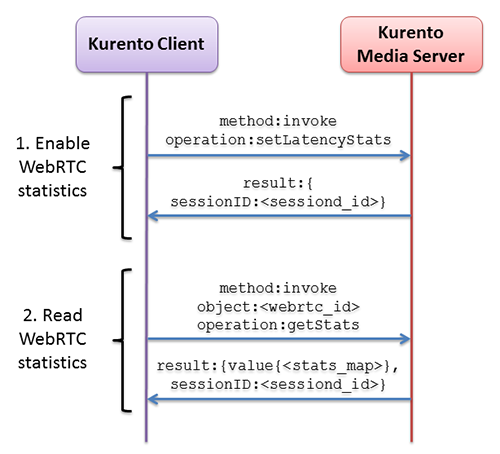 Kurento Client
Kurento
Media Server
1. Enable
WebRTC
statistics
method:invoke
operation:setLatencyStats
result:{
sessionID:<sessiond_id>}
2. Read
WebRTC
statistics
method:invoke
object:<webrtc_id>
operation:getStats
result:{value{<stats_map>},
sessionID:<sessiond_id>}